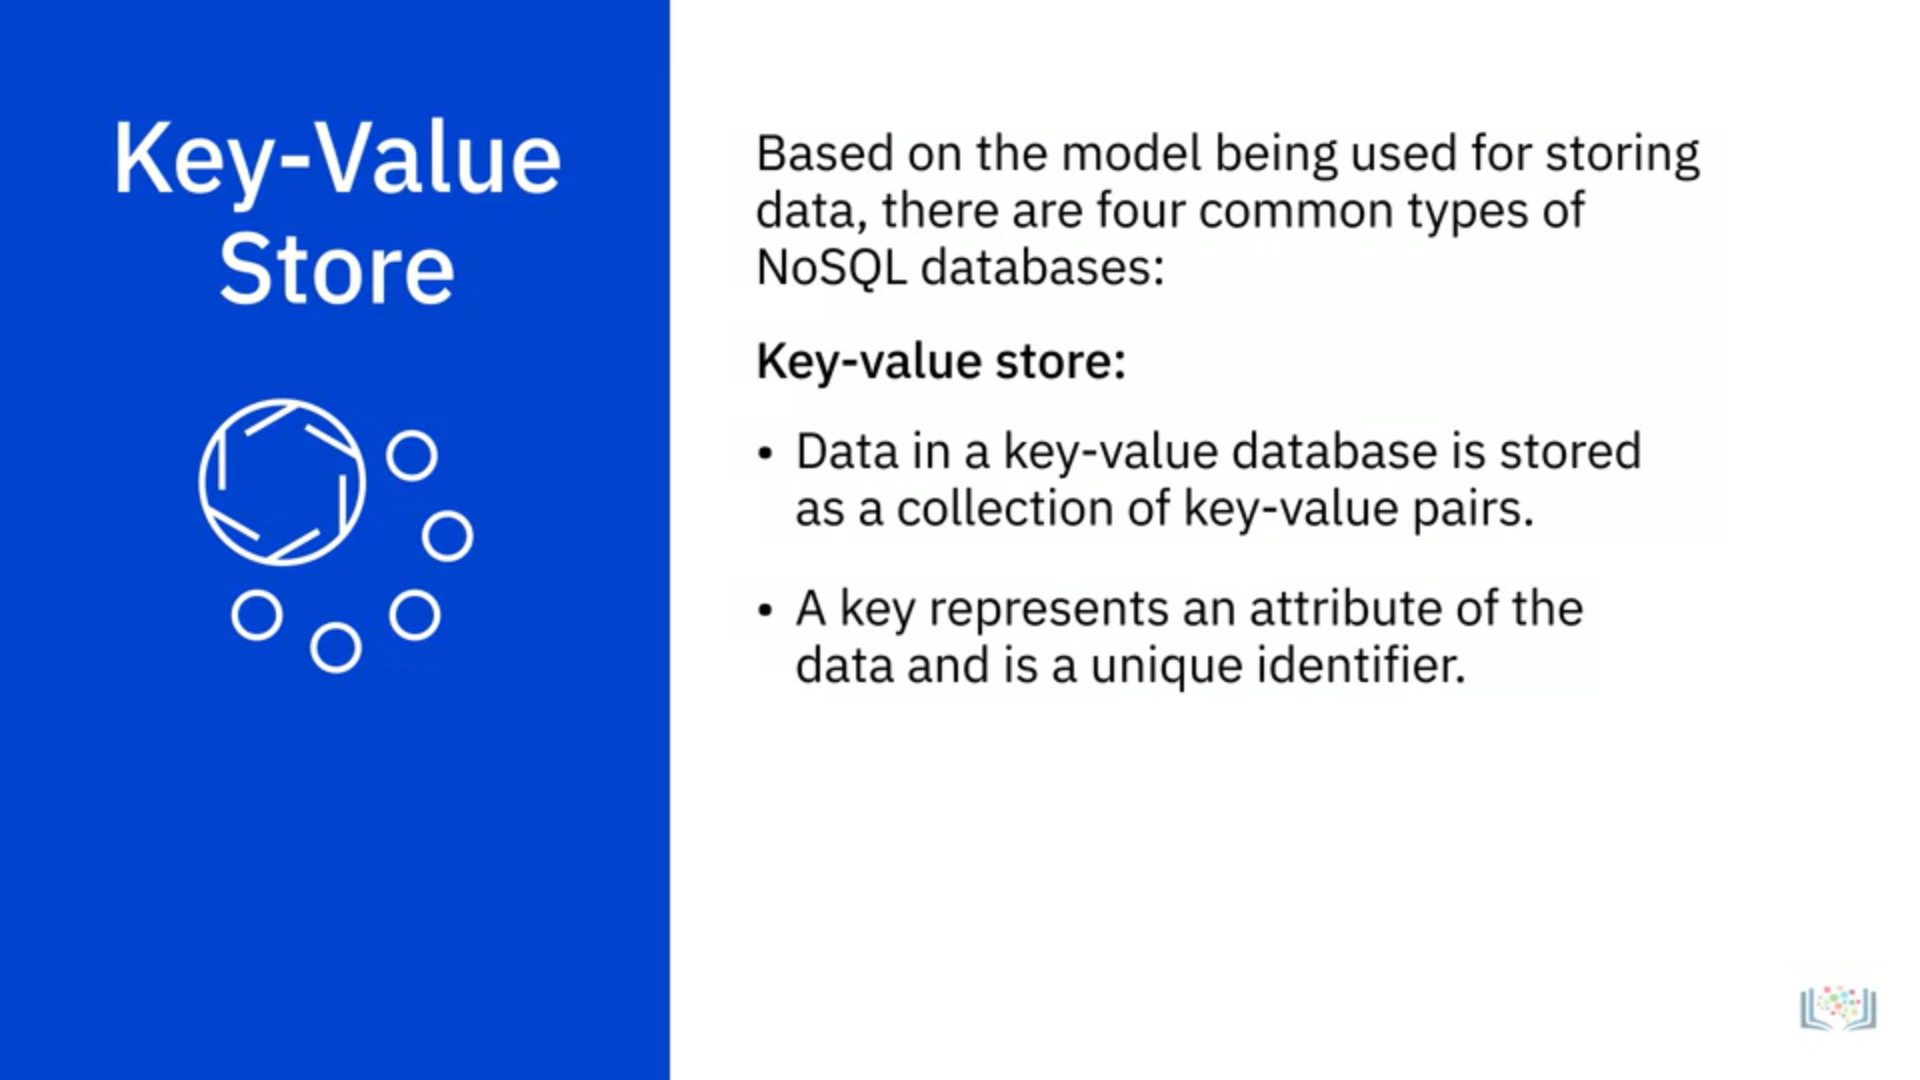 Key-Value
Store
Based on the model being used for storing
data, there are four common types of
NoSQL databases:
Key-value store:
• Data in a key-value database is stored
as a collection of key-value pairs.
• A key represents an attribute of the
data and is a unique identifier.